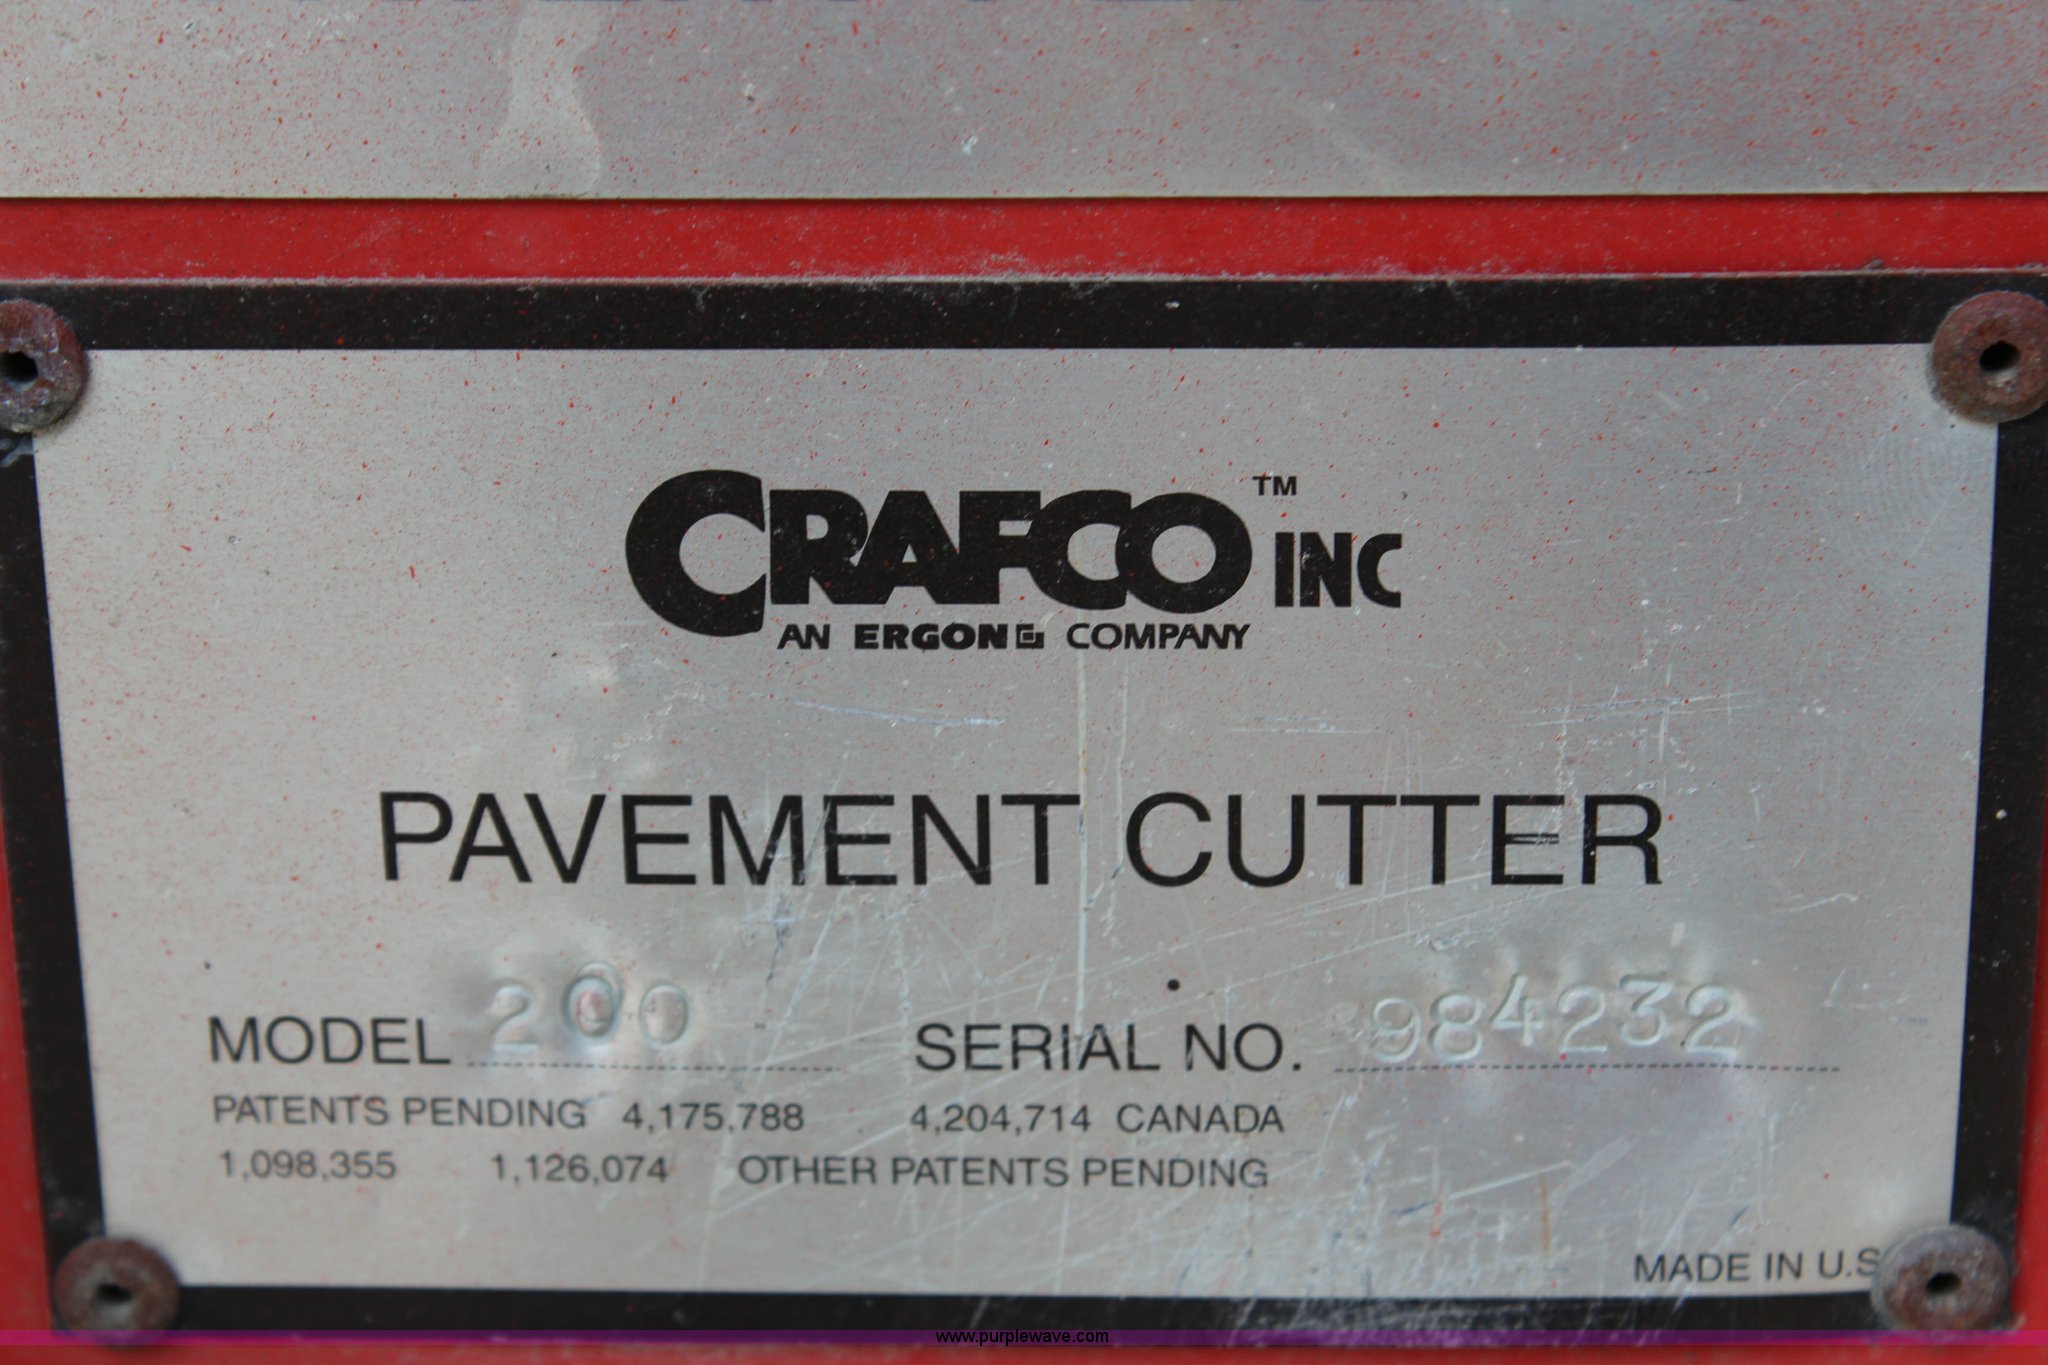 CRAFCO™ INC
AN ERGON COMPANY
PAVEMENT CUTTER
MODEL 200 SERIAL NO. 984232
PATENTS PENDING 4,175,788 4,204,714 CANADA
1,098,355 1,126,074 OTHER PATENTS PENDING
MADE IN U.S
www.purplewave.com